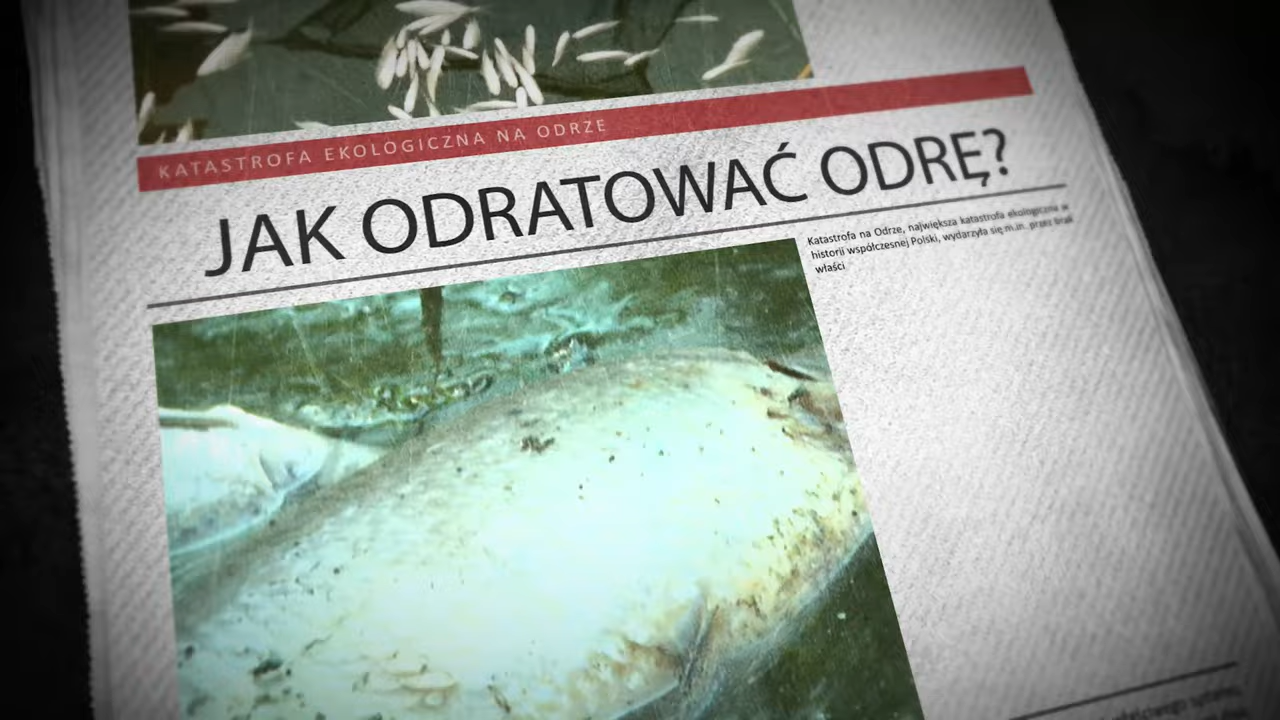 KATASTROFA EKOLOGICZNA NA ODRZE
JAK ODRATOWAĆ ODRĘ?
Katastrofa na Odrze, największa katastrofa ekologiczna w
historii współczesnej Polski, wydarzyła się m.in. przez brak
właści